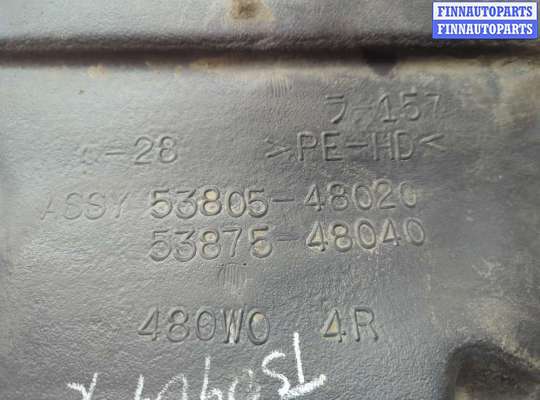 FINNAUTOPARTS
FINNAUTOPARTS
ラ-157
-28 >PE-HD<
ASSY 53805-48020
53875-48040
480W0 4R